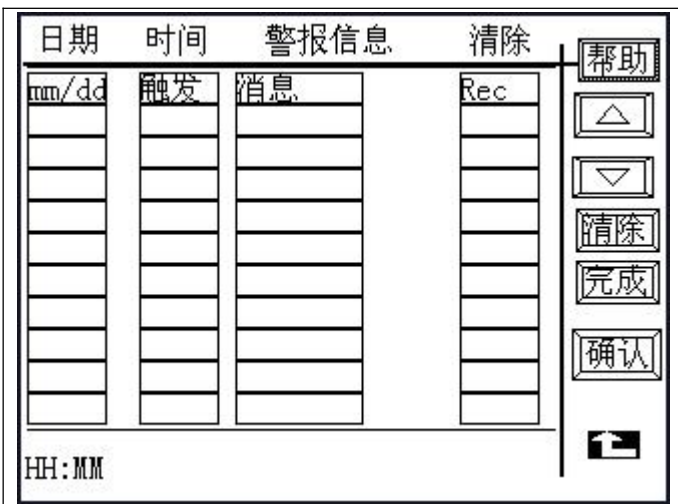 日期 时间 警报信息 清除
帮助
mm/dd 触发 消息 Rec
清除
完成
确认
HH:MM